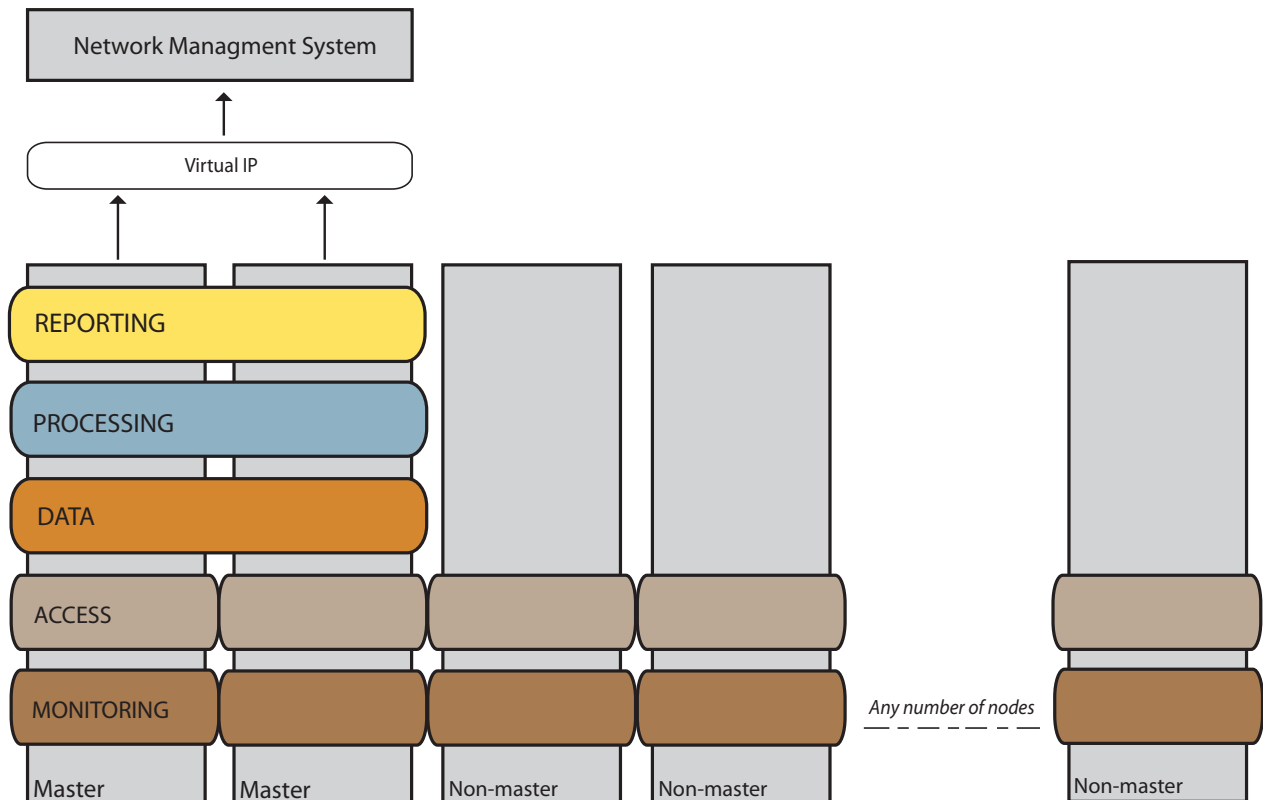 Network Managment System
Virtual IP
REPORTING
PROCESSING
DATA
ACCESS
MONITORING
Any number of nodes
Master
Master
Non-master
Non-master
Non-master